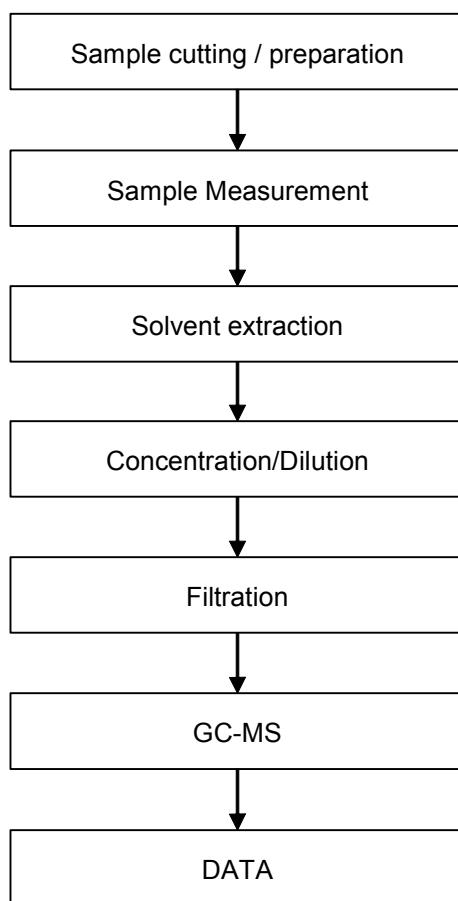 Sample cutting / preparation
Sample Measurement
Solvent extraction
Concentration/Dilution
Filtration
GC-MS
DATA